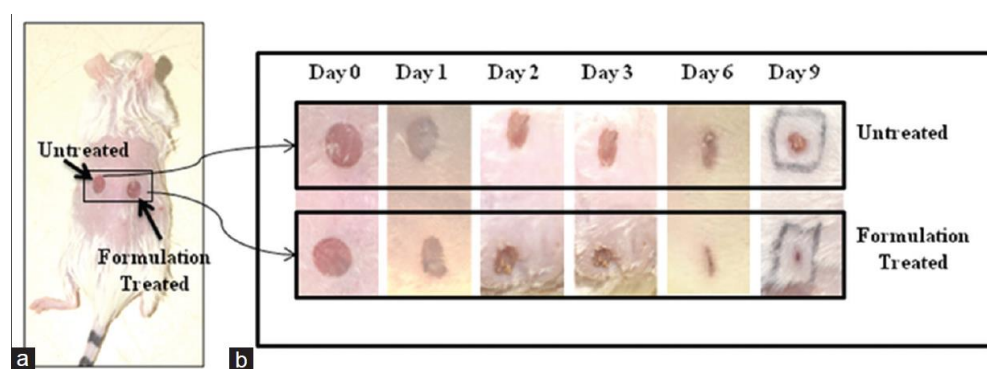 Untreated
Formulation
Treated
a
b
Day 0 Day 1 Day 2 Day 3 Day 6 Day 9
Untreated
Formulation
Treated